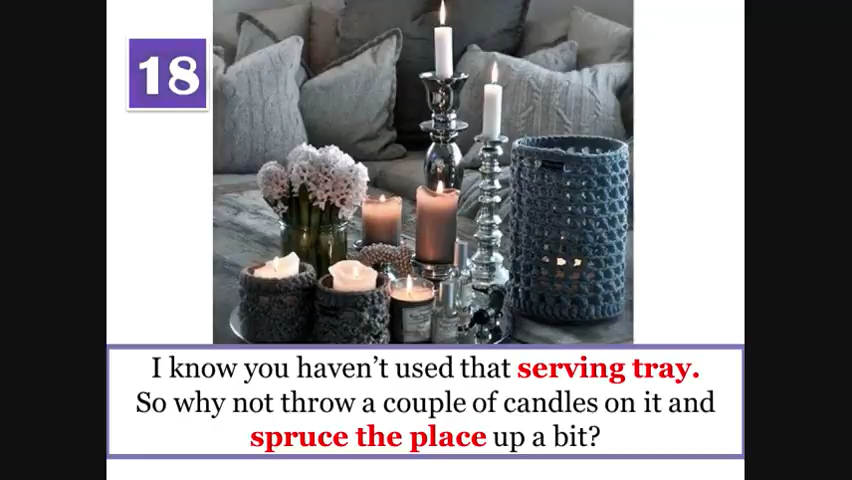 18
I know you haven’t used that serving tray.
So why not throw a couple of candles on it and
spruce the place up a bit?